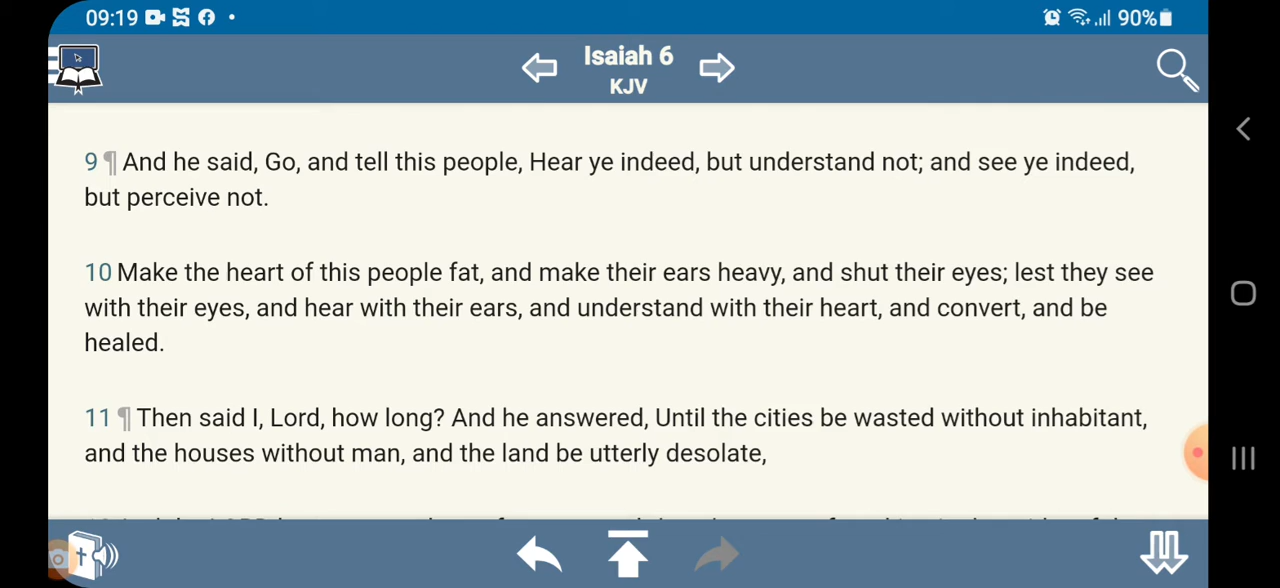 09:19
90%
Isaiah 6
KJV
9 ¶ And he said, Go, and tell this people, Hear ye indeed, but understand not; and see ye indeed,
but perceive not.
10 Make the heart of this people fat, and make their ears heavy, and shut their eyes; lest they see
with their eyes, and hear with their ears, and understand with their heart, and convert, and be
healed.
11 ¶ Then said I, Lord, how long? And he answered, Until the cities be wasted without inhabitant,
and the houses without man, and the land be utterly desolate,